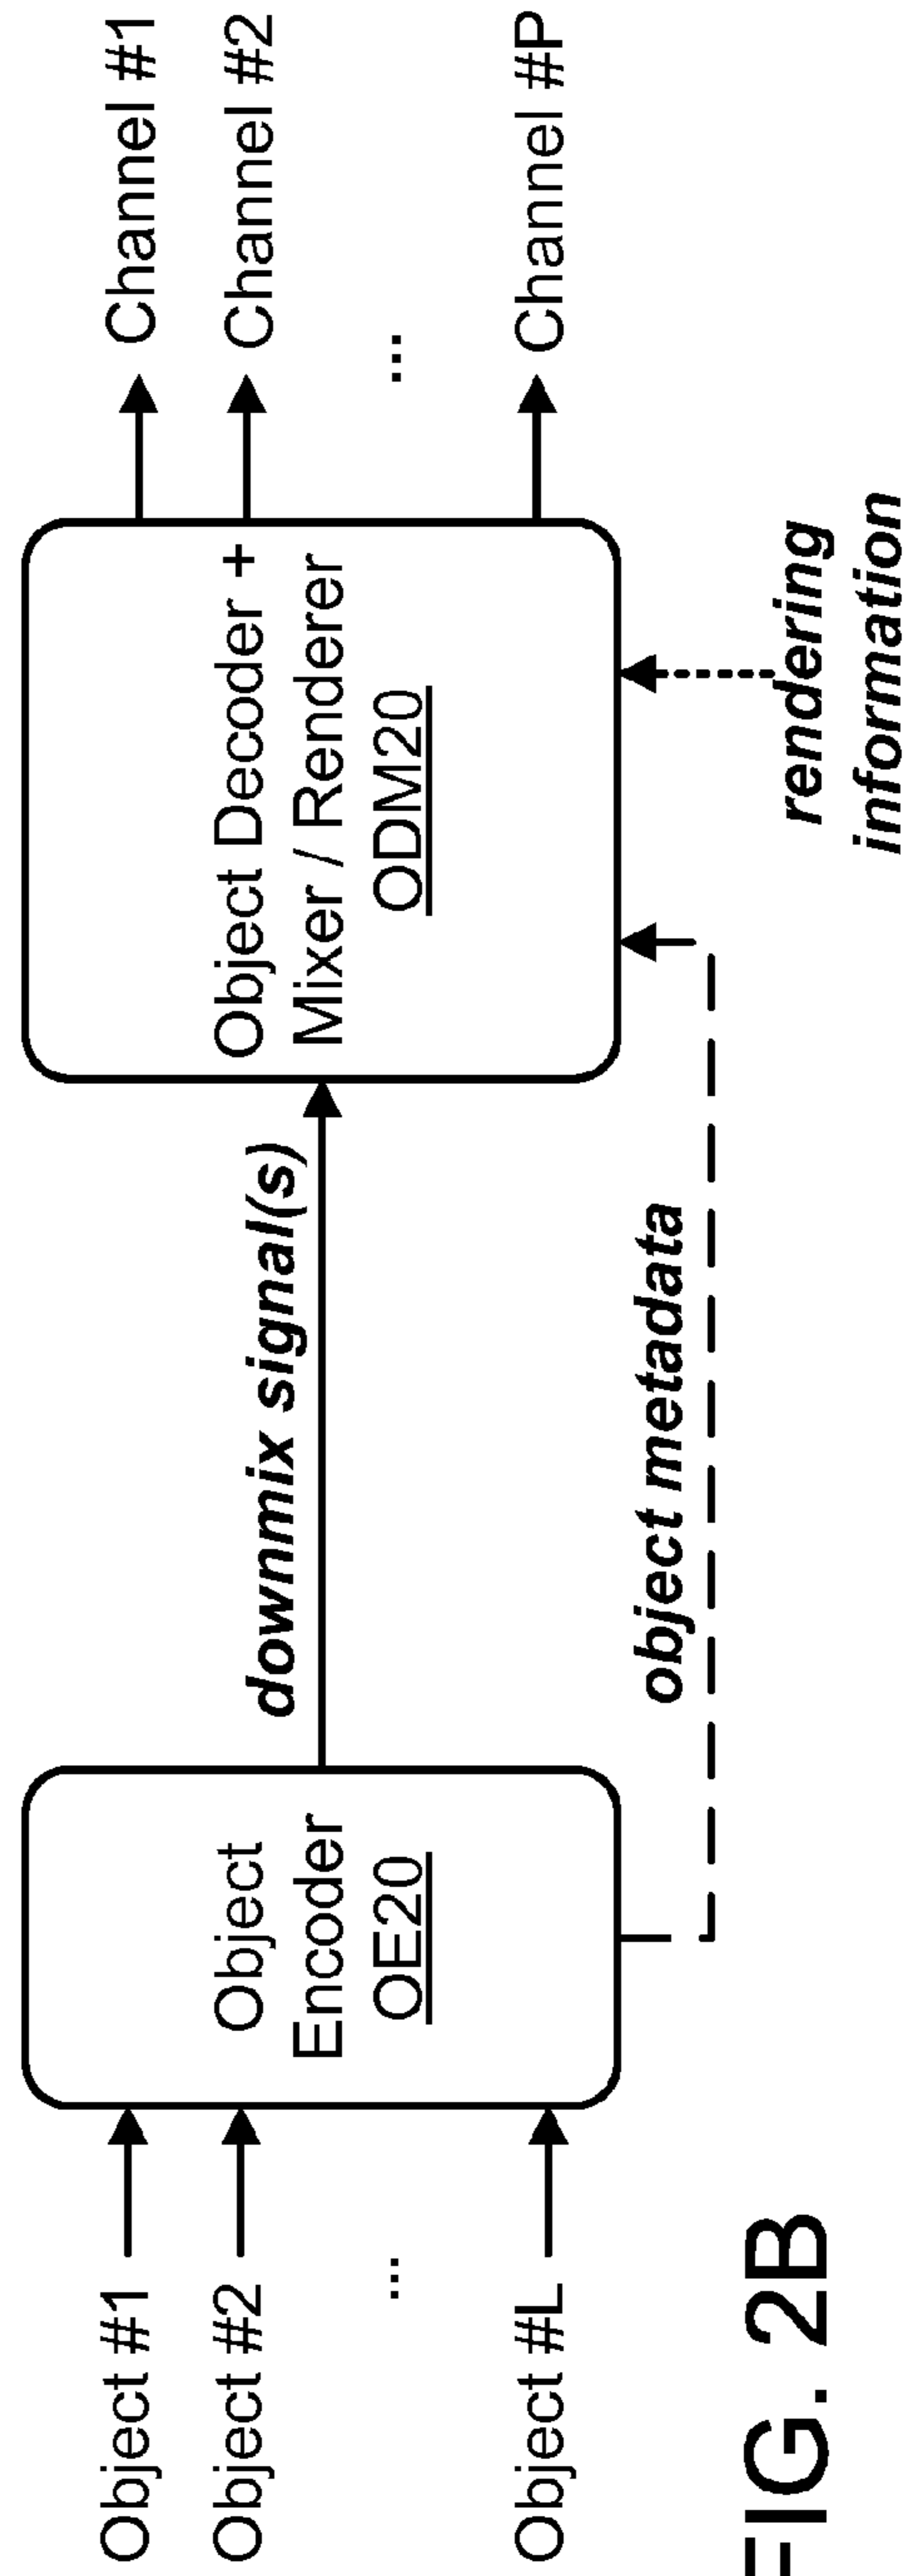 Object #1
Object #2
...
Object #L
Object
Encoder
OE20
downmix signal(s)
object metadata
Object Decoder +
Mixer / Renderer
ODM20
rendering
information
Channel #1
Channel #2
...
Channel #P
FIG. 2B